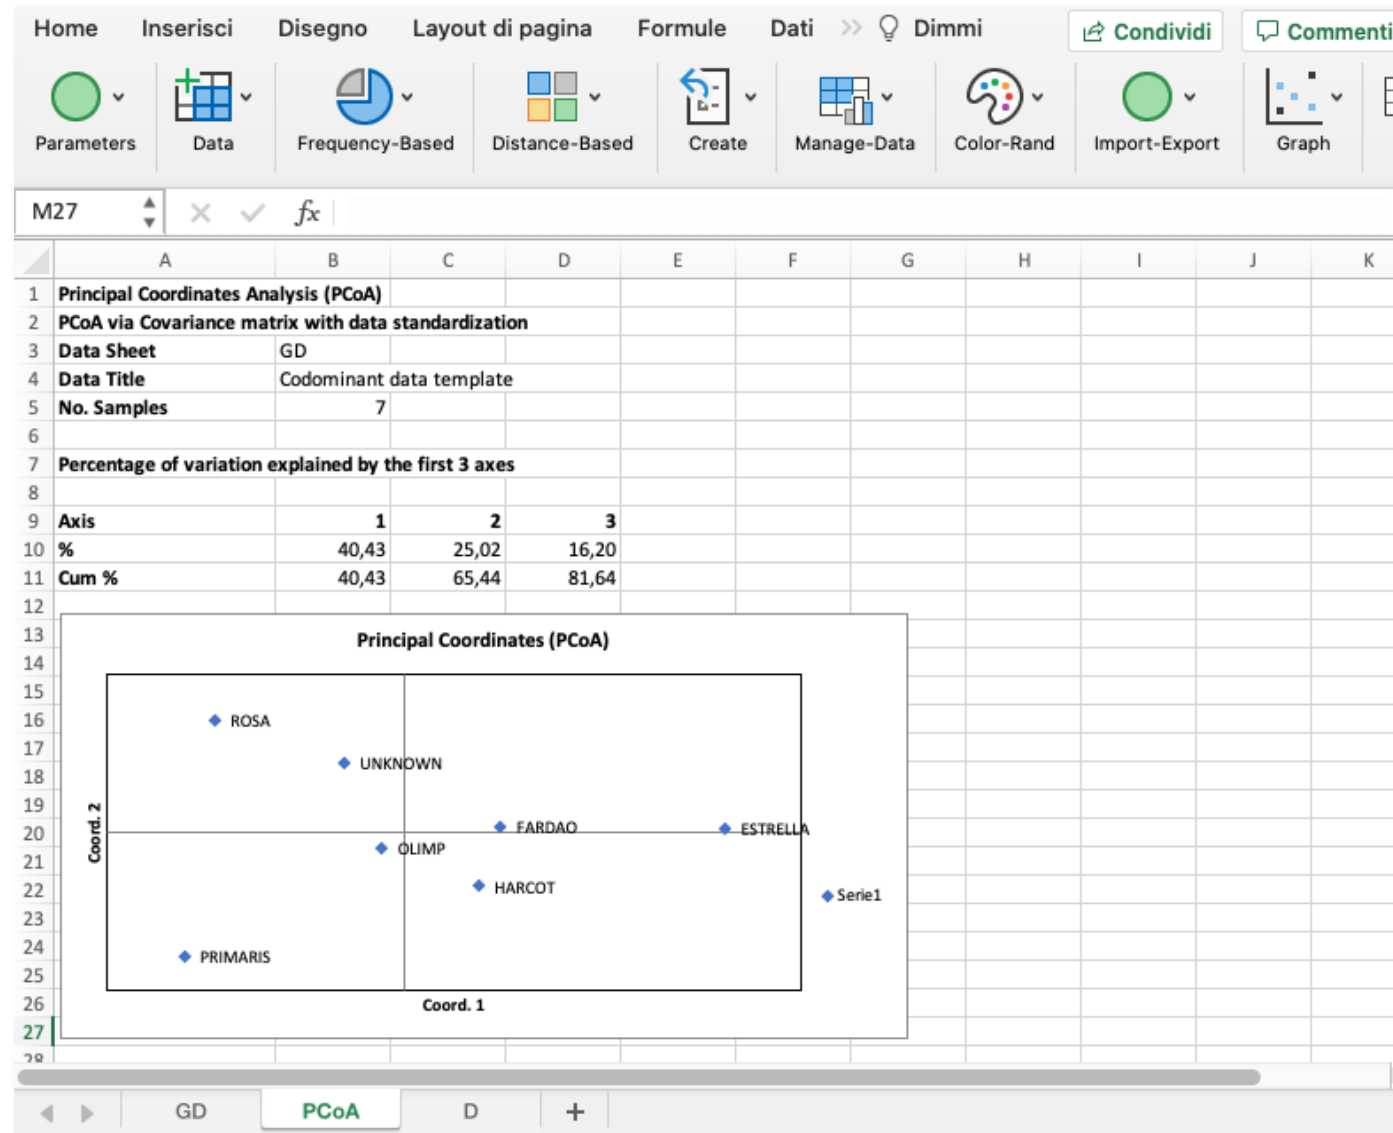 Home Inserisci Disegno Layout di pagina Formule Dati >> Dimmi Condividi Commenti
Parameters Data Frequency-Based Distance-Based Create Manage-Data Color-Rand Import-Export Graph
M27 fx
A B C D E F G H I J K
1 Principal Coordinates Analysis (PCoA)
2 PCoA via Covariance matrix with data standardization
3 Data Sheet GD
4 Data Title Codominant data template
5 No. Samples 7
6
7 Percentage of variation explained by the first 3 axes
8
9 Axis 1 2 3
10 % 40,43 25,02 16,20
11 Cum % 40,43 65,44 81,64
12
13
14
15
16
17
18
19
20
21
22
23
24
25
26
27
28
Principal Coordinates (PCoA)
ROSA
UNKNOWN
FARDAO
ESTRELLA
OLIMP
HARCOT
Serie1
PRIMARIS
Coord. 2
Coord. 1
GD PCoA D +